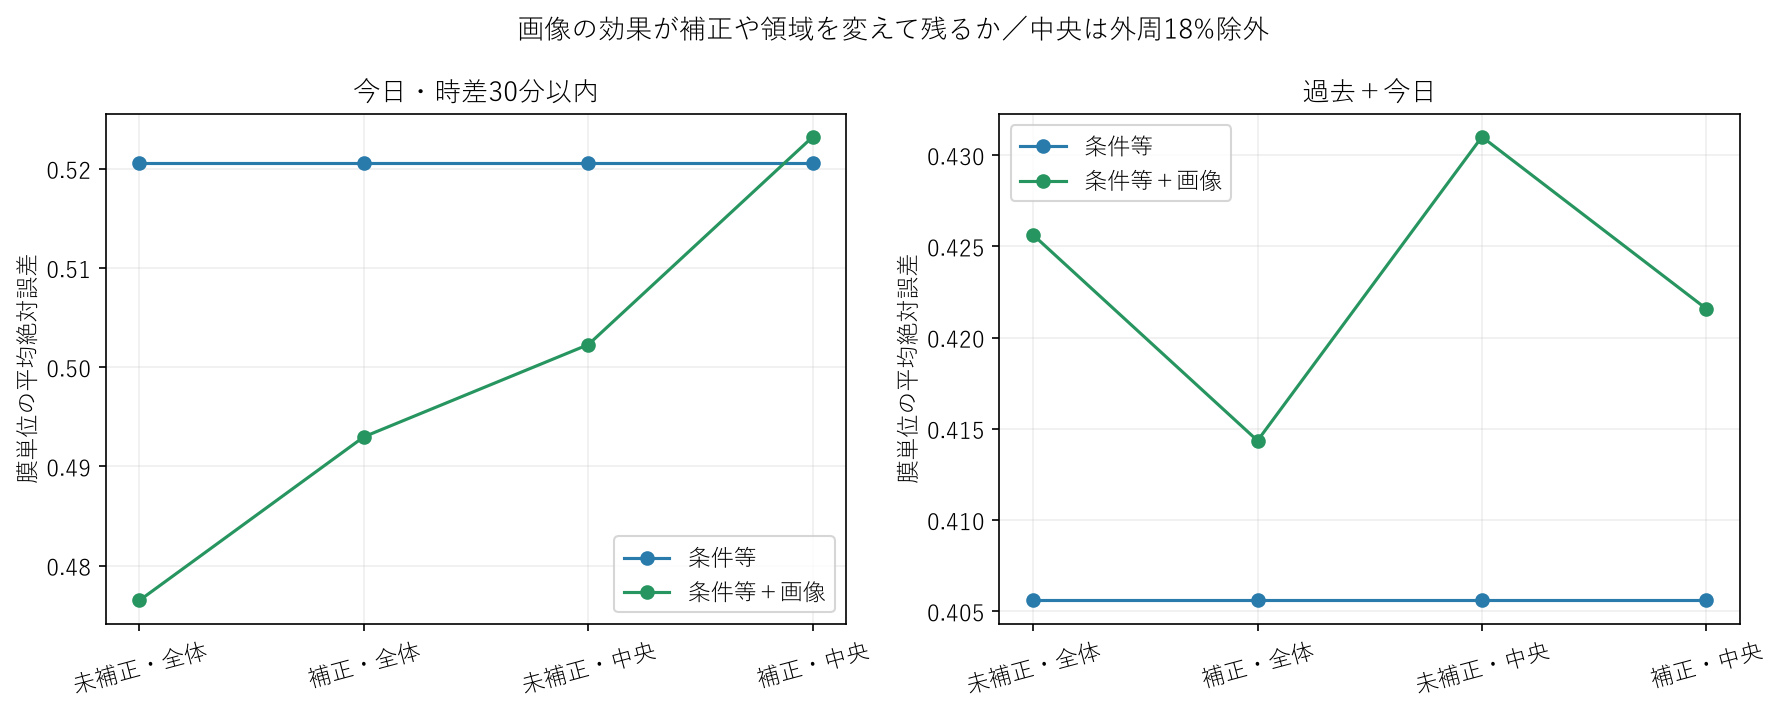 画像の効果が補正や領域を変えて残るか／中央は外周18%除外
今日・時差30分以内
膜単位の平均絶対誤差
0.52
0.51
0.50
0.49
0.48
条件等
条件等＋画像
未補正・全体
補正・全体
未補正・中央
補正・中央
過去＋今日
膜単位の平均絶対誤差
0.430
0.425
0.420
0.415
0.410
0.405
条件等
条件等＋画像
未補正・全体
補正・全体
未補正・中央
補正・中央